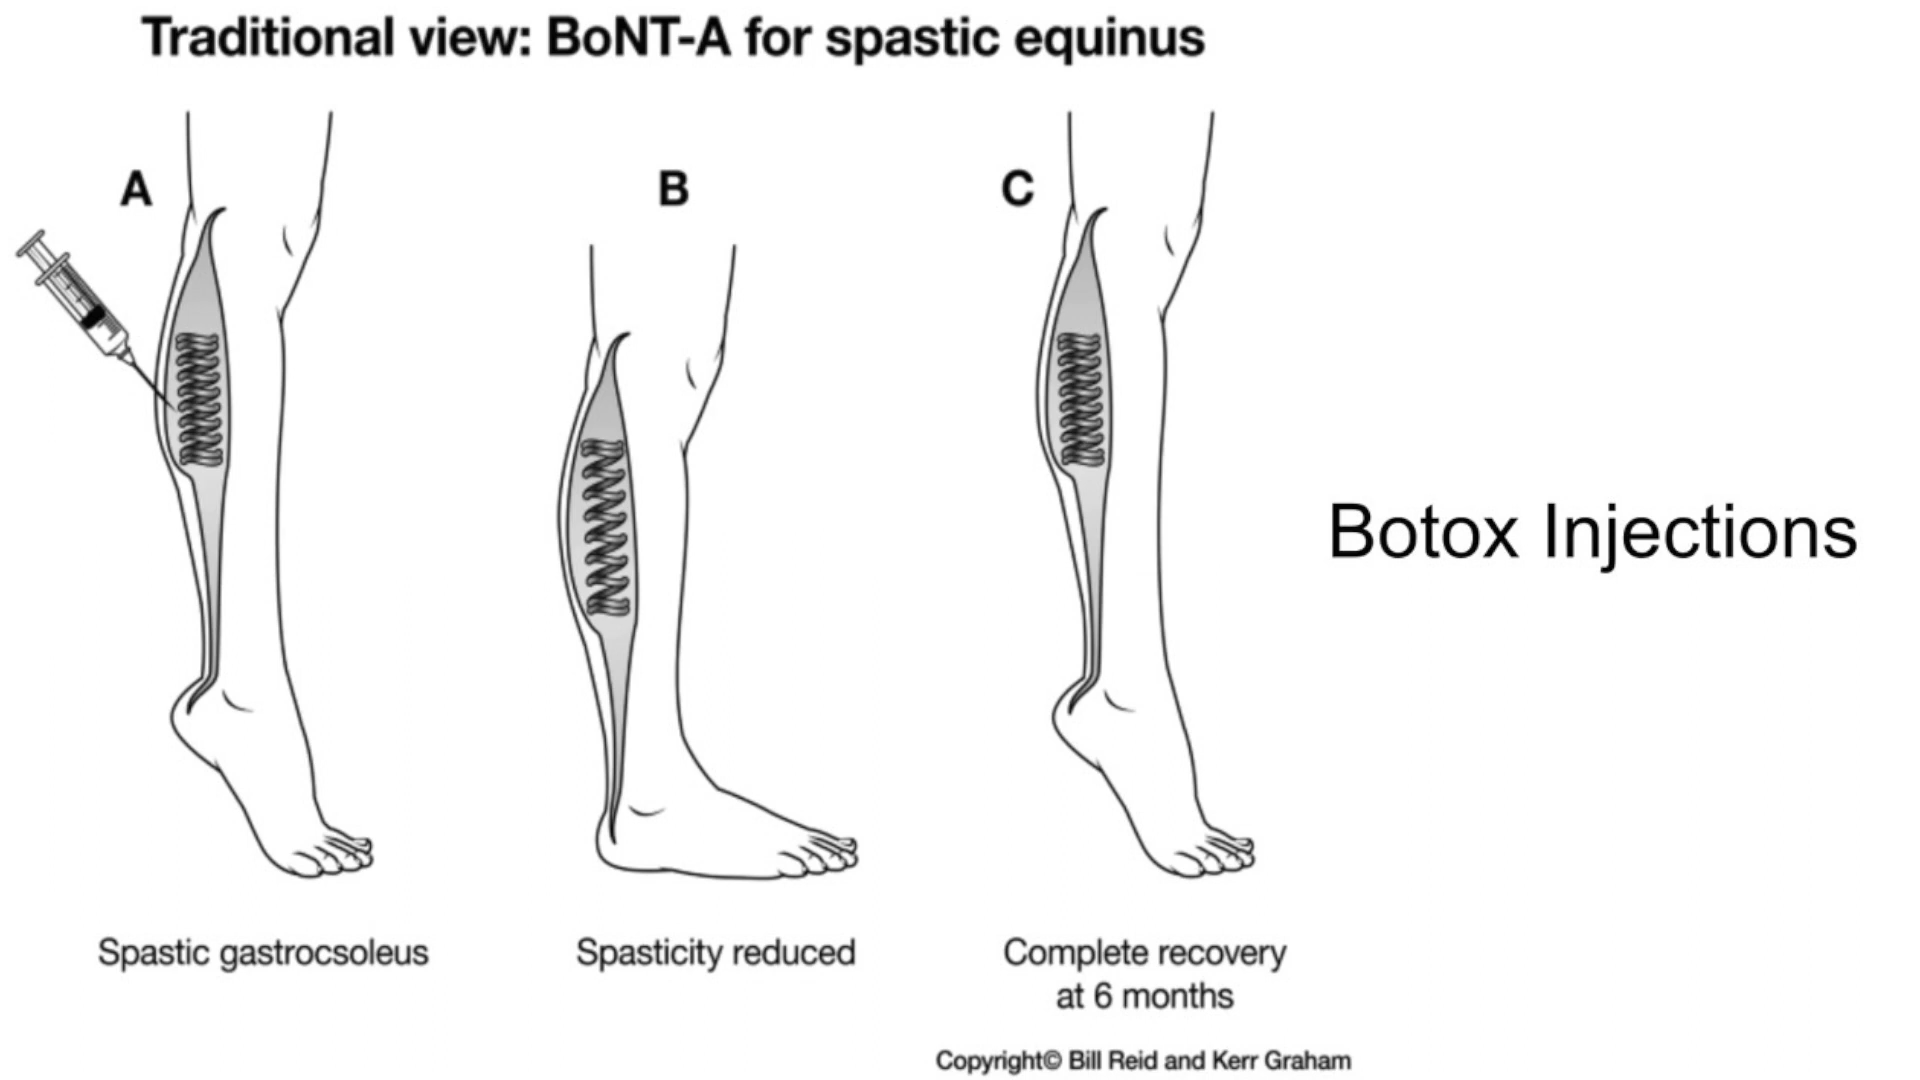 Traditional view: BoNT-A for spastic equinus
A
B
C
Botox Injections
Spastic gastrocsoleus
Spasticity reduced
Complete recovery
at 6 months
Copyright© Bill Reid and Kerr Graham